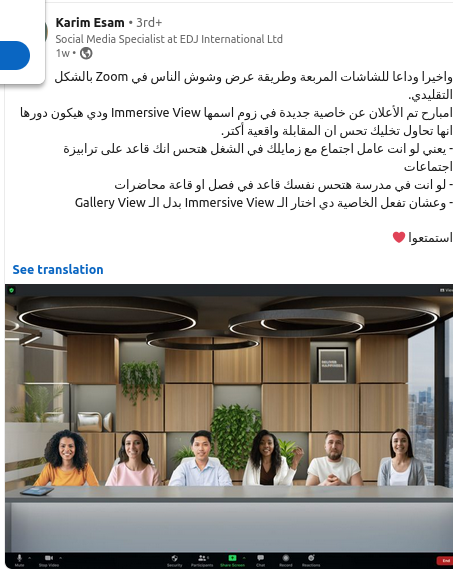 Karim Esam • 3rd+
Social Media Specialist at EDJ International Ltd
1w •
واخيرا وداعا للشاشات المربعة وطريقة عرض وشوش الناس في Zoom بالشكل
التقليدي.
امبارح تم الأعلان عن خاصية جديدة في زوم اسمها Immersive View ودي هيكون دورها
انها تحاول تخليك تحس ان المقابلة واقعية أكتر.
- يعني لو انت عامل اجتماع مع زمايلك في الشغل هتحس انك قاعد على ترابيزة
اجتماعات
- لو انت في مدرسة هتحس نفسك قاعد في فصل او قاعة محاضرات
- وعشان تفعل الخاصية دي اختار الـ Immersive View بدل الـ Gallery View
استمتعوا ❤️
See translation
View
Mute
Stop Video
Security
Participants
Share Screen
Chat
Record
Reactions
End